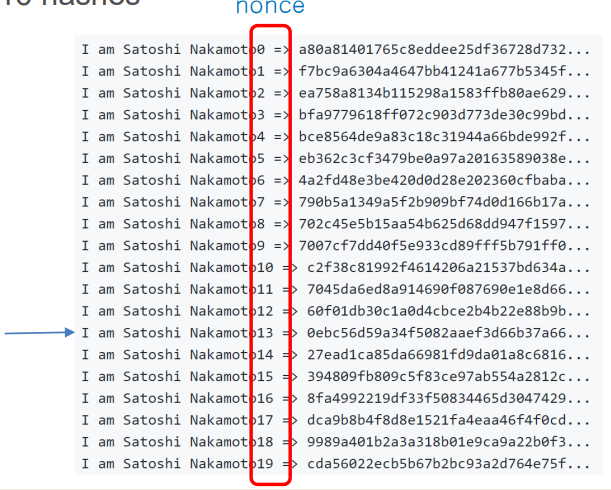 nonce
I am Satoshi Nakamoto0 => a80a81401765c8eddee25df36728d732...
I am Satoshi Nakamoto1 => f7bc9a6304a4647bb41241a677b5345f...
I am Satoshi Nakamoto2 => ea758a8134b115298a1583ffb80ae629...
I am Satoshi Nakamoto3 => bfa9779618ff072c903d773de30c99bd...
I am Satoshi Nakamoto4 => bce8564de9a83c18c31944a66bde992f...
I am Satoshi Nakamoto5 => eb362c3cf3479be0a97a20163589038e...
I am Satoshi Nakamoto6 => 4a2fd48e3be420d0d28e202360cfbaba...
I am Satoshi Nakamoto7 => 790b5a1349a5f2b909bf74d0d166b17a...
I am Satoshi Nakamoto8 => 702c45e5b15aa54b625d68dd947f1597...
I am Satoshi Nakamoto9 => 7007cf7dd40f5e933cd89fff5b791ff0...
I am Satoshi Nakamoto10 => c2f38c81992f4614206a21537bd634a...
I am Satoshi Nakamoto11 => 7045da6ed8a914690f087690e1e8d66...
I am Satoshi Nakamoto12 => 60f01db30c1a0d4cbce2b4b22e88b9b...
I am Satoshi Nakamoto13 => 0ebc56d59a34f5082aaef3d66b37a66...
I am Satoshi Nakamoto14 => 27ead1ca85da66981fd9da01a8c6816...
I am Satoshi Nakamoto15 => 394809fb809c5f83ce97ab554a2812c...
I am Satoshi Nakamoto16 => 8fa4992219df33f50834465d3047429...
I am Satoshi Nakamoto17 => dca9b8b4f8d8e1521fa4eaa46f4f0cd...
I am Satoshi Nakamoto18 => 9989a401b2a3a318b01e9ca9a22b0f3...
I am Satoshi Nakamoto19 => cda56022ecb5b67b2bc93a2d764e75f...